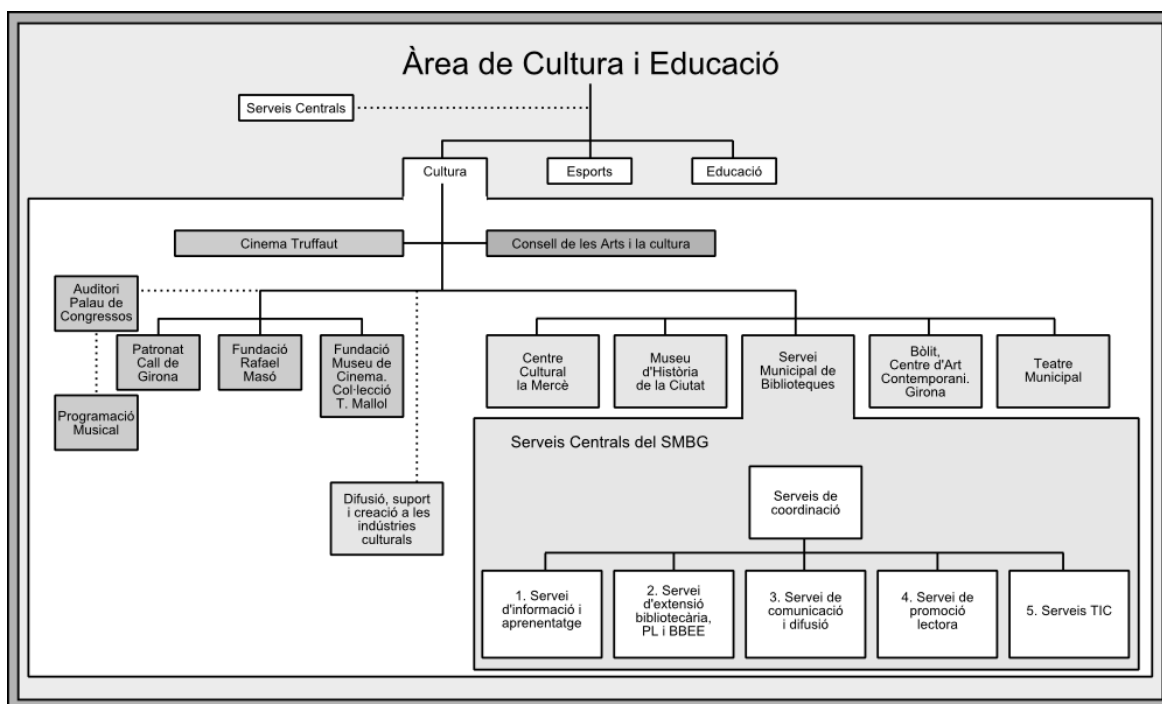 Àrea de Cultura i Educació
Serveis Centrals
Cultura
Esports
Educació
Cinema Truffaut
Consell de les Arts i la cultura
Auditori
Palau de
Congressos
Patronat
Call de
Girona
Fundació
Rafael
Masó
Fundació
Museu de
Cinema.
Col·lecció
T. Mallol
Centre
Cultural
la Mercè
Museu
d'Història
de la Ciutat
Servei
Municipal de
Biblioteques
Bòlit,
Centre d'Art
Contemporani.
Girona
Teatre
Municipal
Programació
Musical
Serveis Centrals del SMBG
Difusió, suport
i creació a les
indústries
culturals
Serveis de
coordinació
1. Servei
d'informació i
aprenentatge
2. Servei
d'extensió
bibliotecària,
PL i BBEE
3. Servei de
comunicació
i difusió
4. Servei de
promoció
lectora
5. Serveis TIC